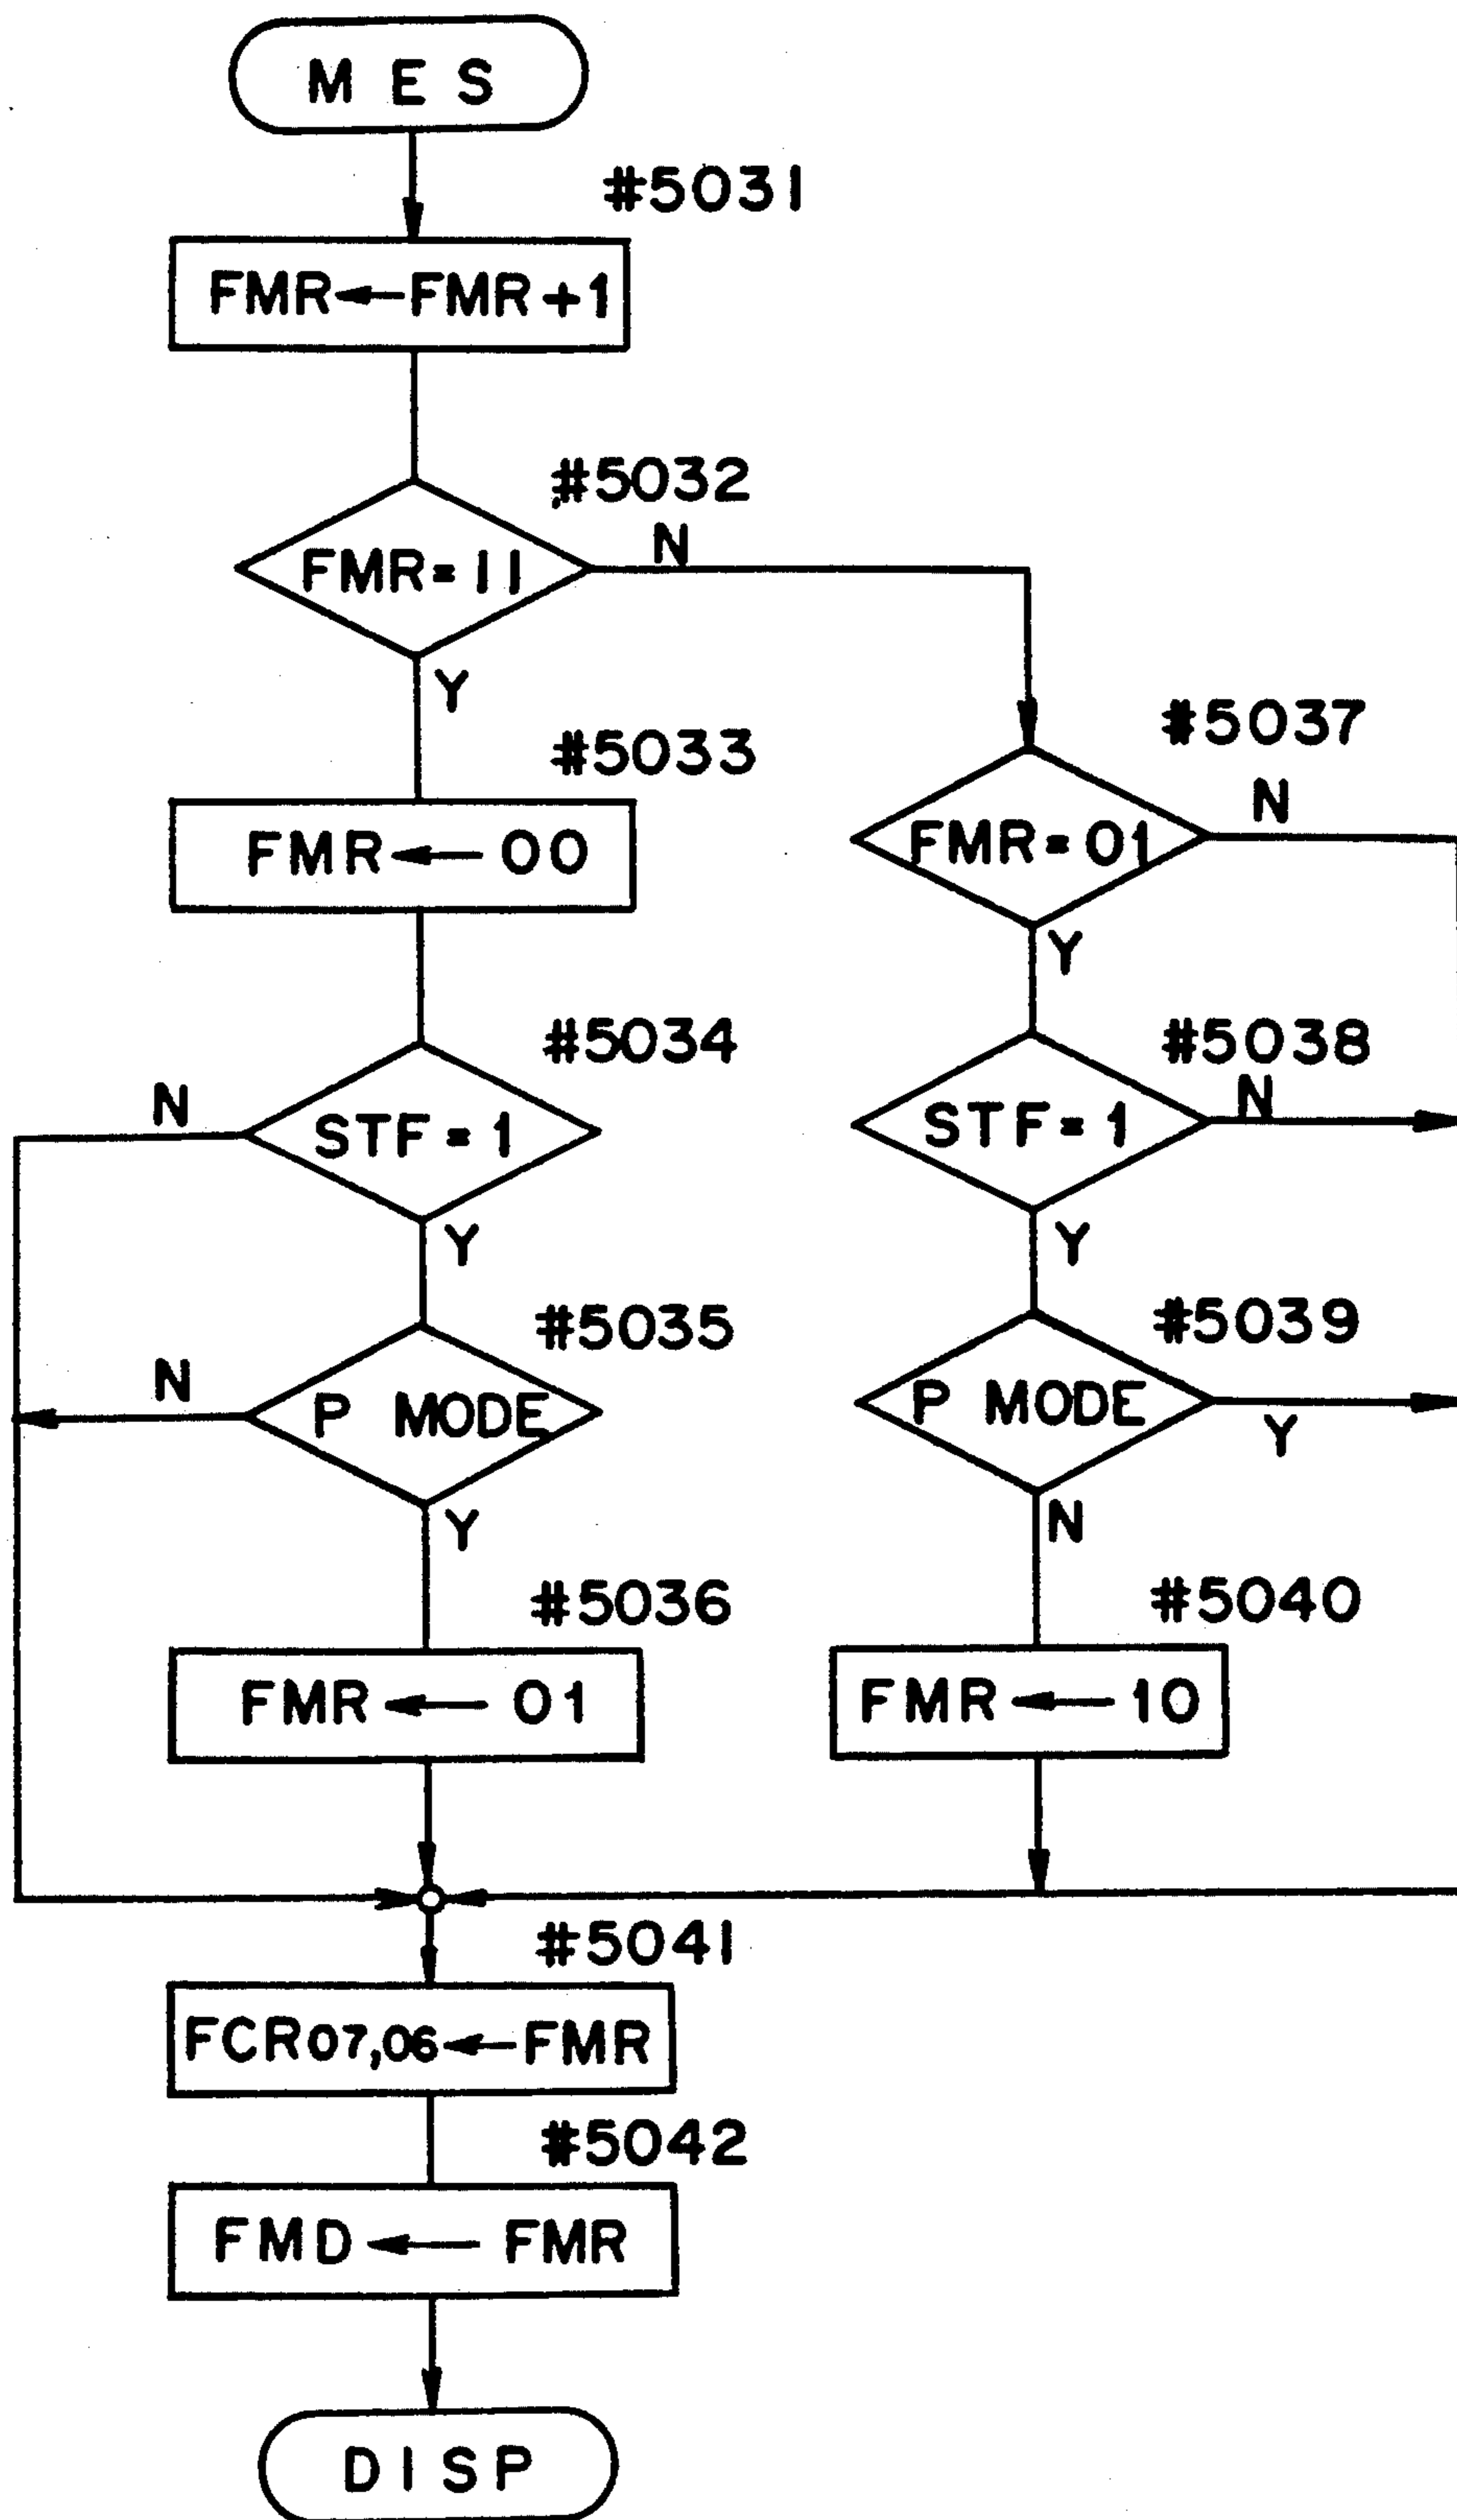 MES
#5031
FMR←FMR+1
#5032
FMR=11
N
Y
#5033
FMR←00
#5034
STF=1
N
Y
#5035
P MODE
N
Y
#5036
FMR←01
#5037
FMR=01
N
Y
#5038
STF=1
N
Y
#5039
P MODE
Y
N
#5040
FMR←10
#5041
FCR07,06←FMR
#5042
FMD←FMR
DISP